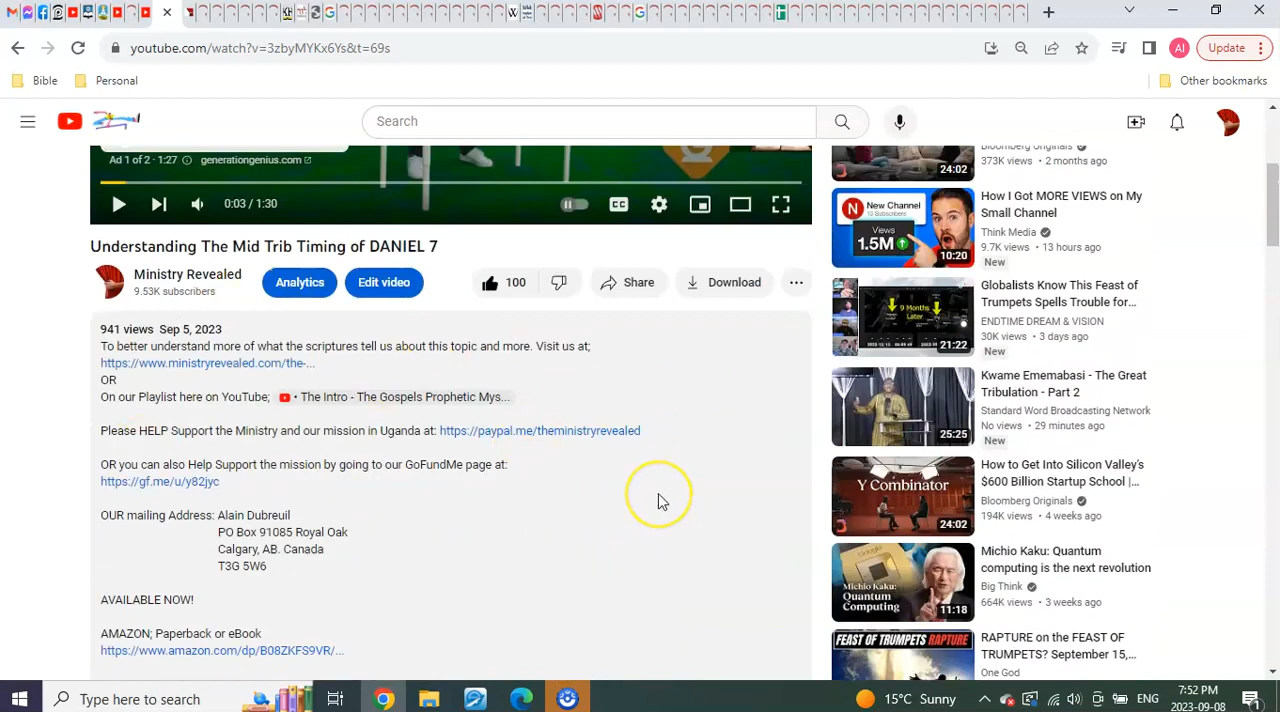 youtube.com/watch?v=3zbyMYKx6Ys&t=69s
AI
Update
Bible
Personal
Other bookmarks
Search
Ad 1 of 2 • 1:27
generationgenius.com
0:03 / 1:30
Understanding The Mid Trib Timing of DANIEL 7
Ministry Revealed
9.53K subscribers
Analytics
Edit video
100
Share
Download
941 views Sep 5, 2023
To better understand more of what the scriptures tell us about this topic and more. Visit us at;
https://www.ministryrevealed.com/the-...
OR
On our Playlist here on YouTube; • The Intro - The Gospels Prophetic Mys...
Please HELP Support the Ministry and our mission in Uganda at: https://paypal.me/theministryrevealed
OR you can also Help Support the mission by going to our GoFundMe page at:
https://gf.me/u/y82jyc
OUR mailing Address: Alain Dubreuil
PO Box 91085 Royal Oak
Calgary, AB. Canada
T3G 5W6
AVAILABLE NOW!
AMAZON; Paperback or eBook
https://www.amazon.com/dp/B08ZKFS9VR/...
Bloomberg Originals
373K views • 2 months ago
24:02
New Channel
10 Subscribers
Views
1.5M
10:20
How I Got MORE VIEWS on My
Small Channel
Think Media
9.7K views • 13 hours ago
New
9 Months
Later
21:22
Globalists Know This Feast of
Trumpets Spells Trouble for...
ENDTIME DREAM & VISION
30K views • 3 days ago
New
25:25
Kwame Ememabasi - The Great
Tribulation - Part 2
Standard Word Broadcasting Network
No views • 29 minutes ago
New
Y Combinator
24:02
How to Get Into Silicon Valley's
$600 Billion Startup School |...
Bloomberg Originals
194K views • 4 weeks ago
Google
MICHIO KAKU:
QUANTUM
COMPUTING
11:18
Michio Kaku: Quantum
computing is the next revolution
Big Think
664K views • 3 weeks ago
FEAST OF TRUMPETS RAPTURE
RAPTURE on the FEAST OF
TRUMPETS? September 15,...
One God
Type here to search
15°C Sunny
ENG
7:52 PM
2023-09-08
1